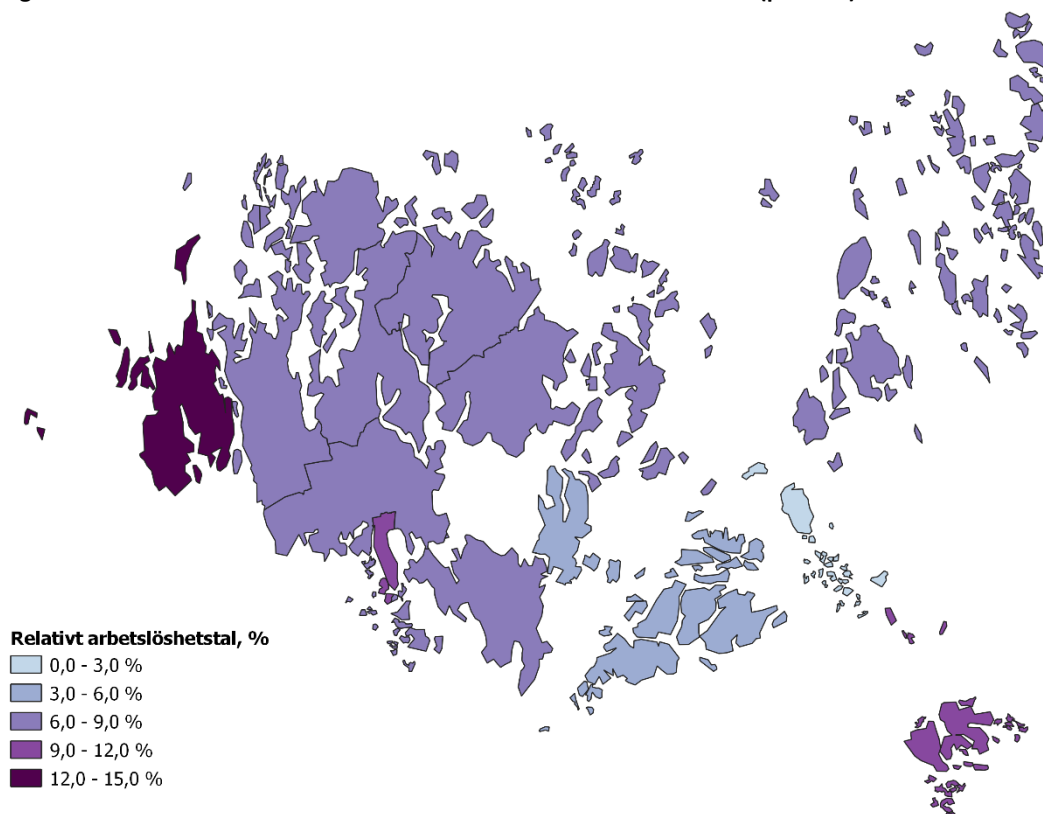 Relativt arbetslöshetstal, %
0,0 - 3,0 %
3,0 - 6,0 %
6,0 - 9,0 %
9,0 - 12,0 %
12,0 - 15,0 %